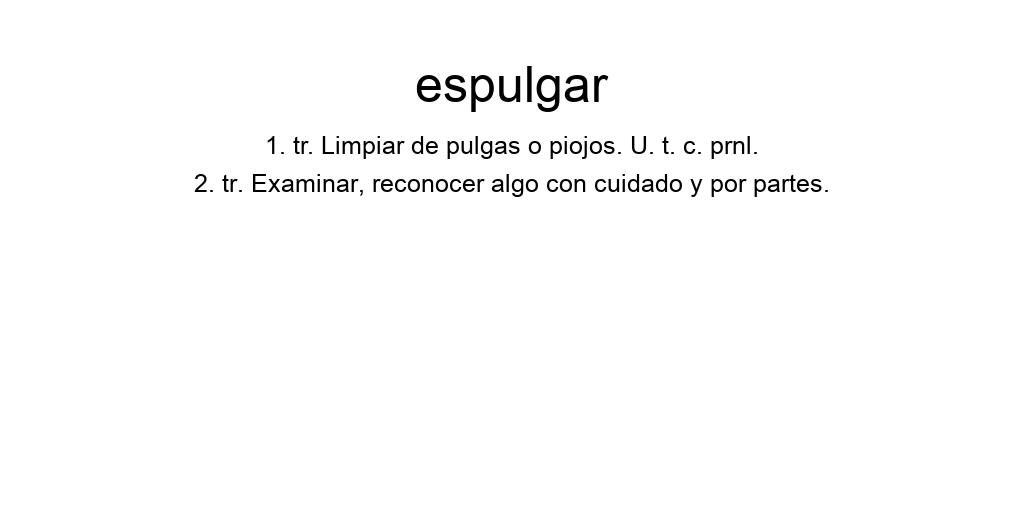 espulgar
1. tr. Limpiar de pulgas o piojos. U. t. c. prnl.
2. tr. Examinar, reconocer algo con cuidado y por partes.